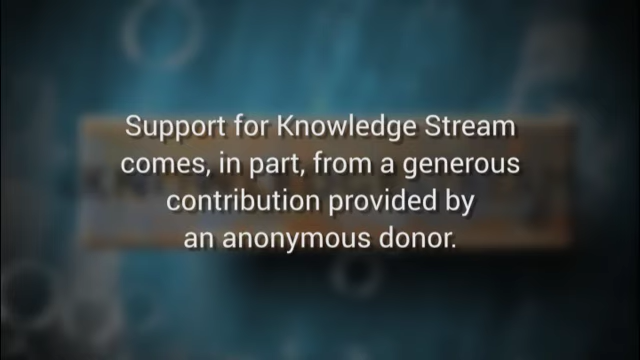 Support for Knowledge Stream
comes, in part, from a generous
contribution provided by
an anonymous donor.